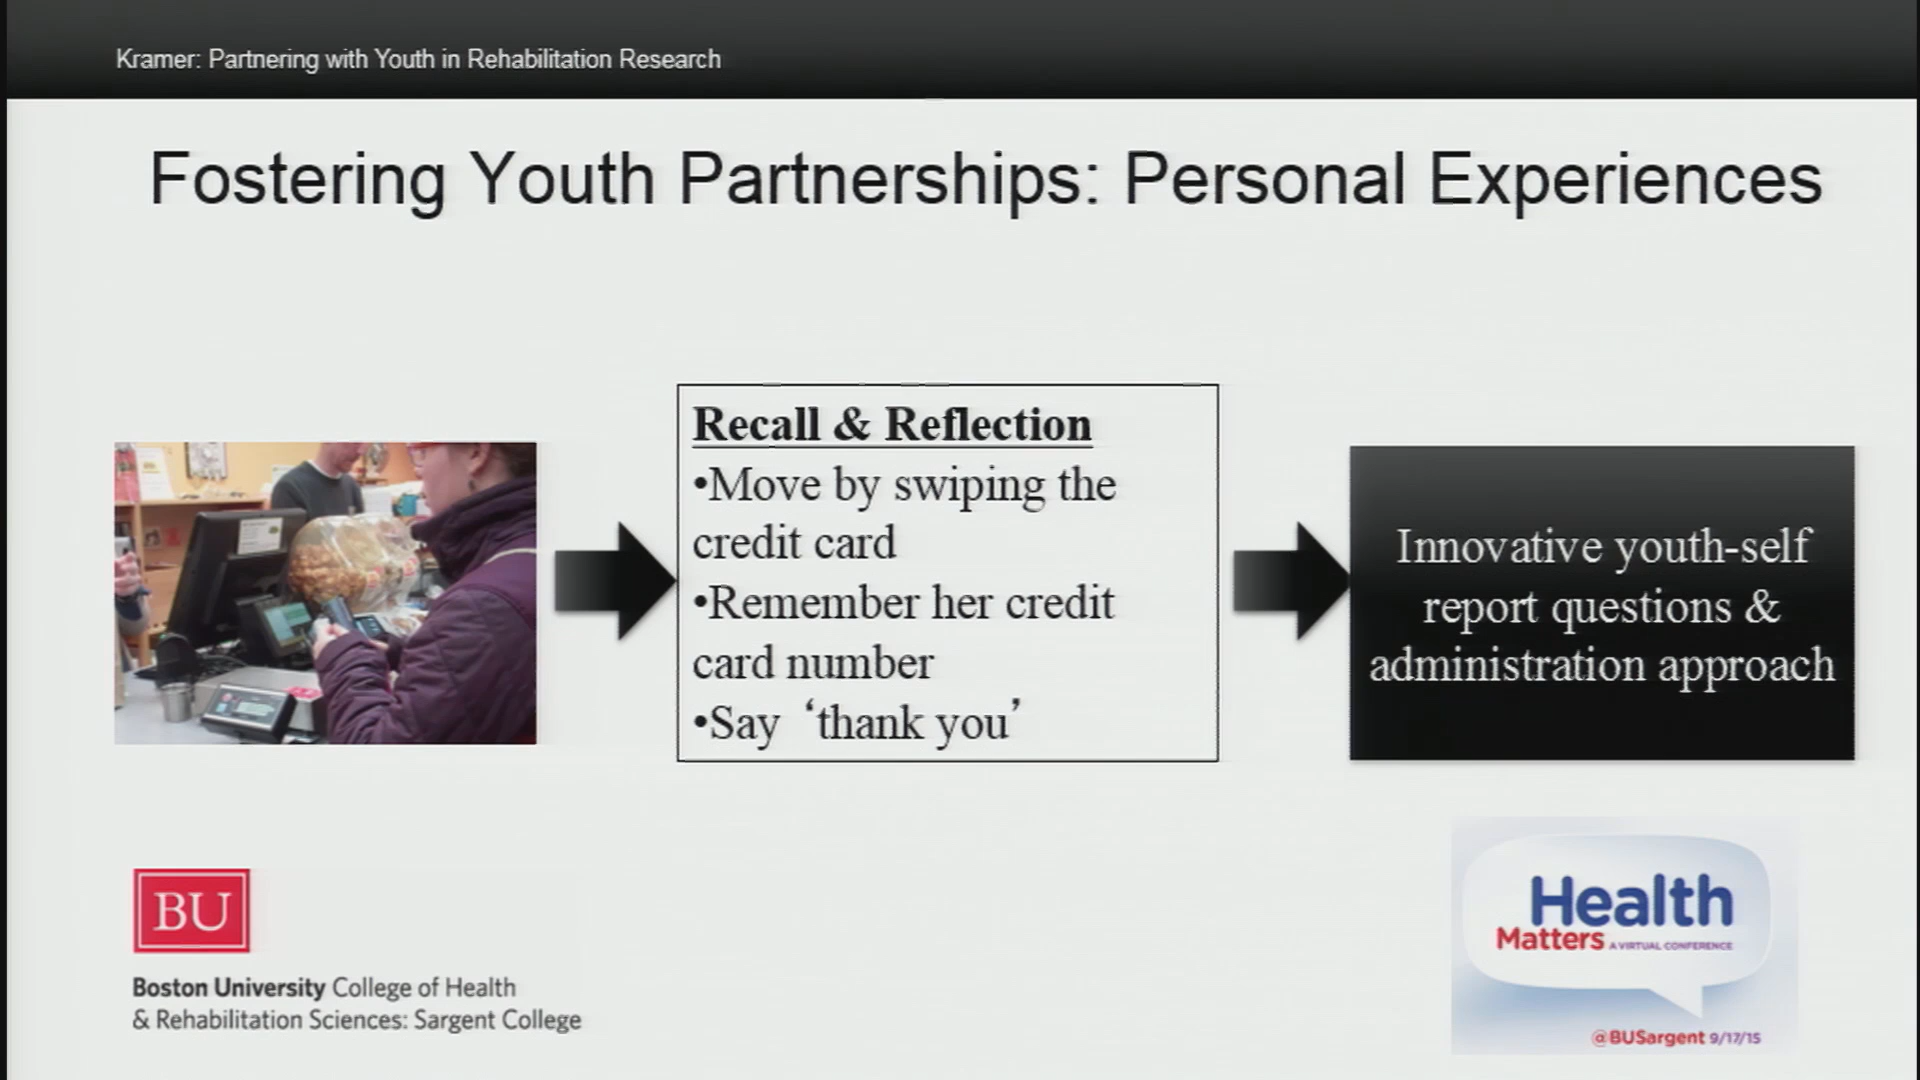 Kramer: Partnering with Youth in Rehabilitation Research
Fostering Youth Partnerships: Personal Experiences
Recall & Reflection
•Move by swiping the
credit card
•Remember her credit
card number
•Say ‘thank you’
Innovative youth-self
report questions &
administration approach
BU
Boston University College of Health
& Rehabilitation Sciences: Sargent College
Health
Matters A VIRTUAL CONFERENCE
@BUSargent 9/17/15